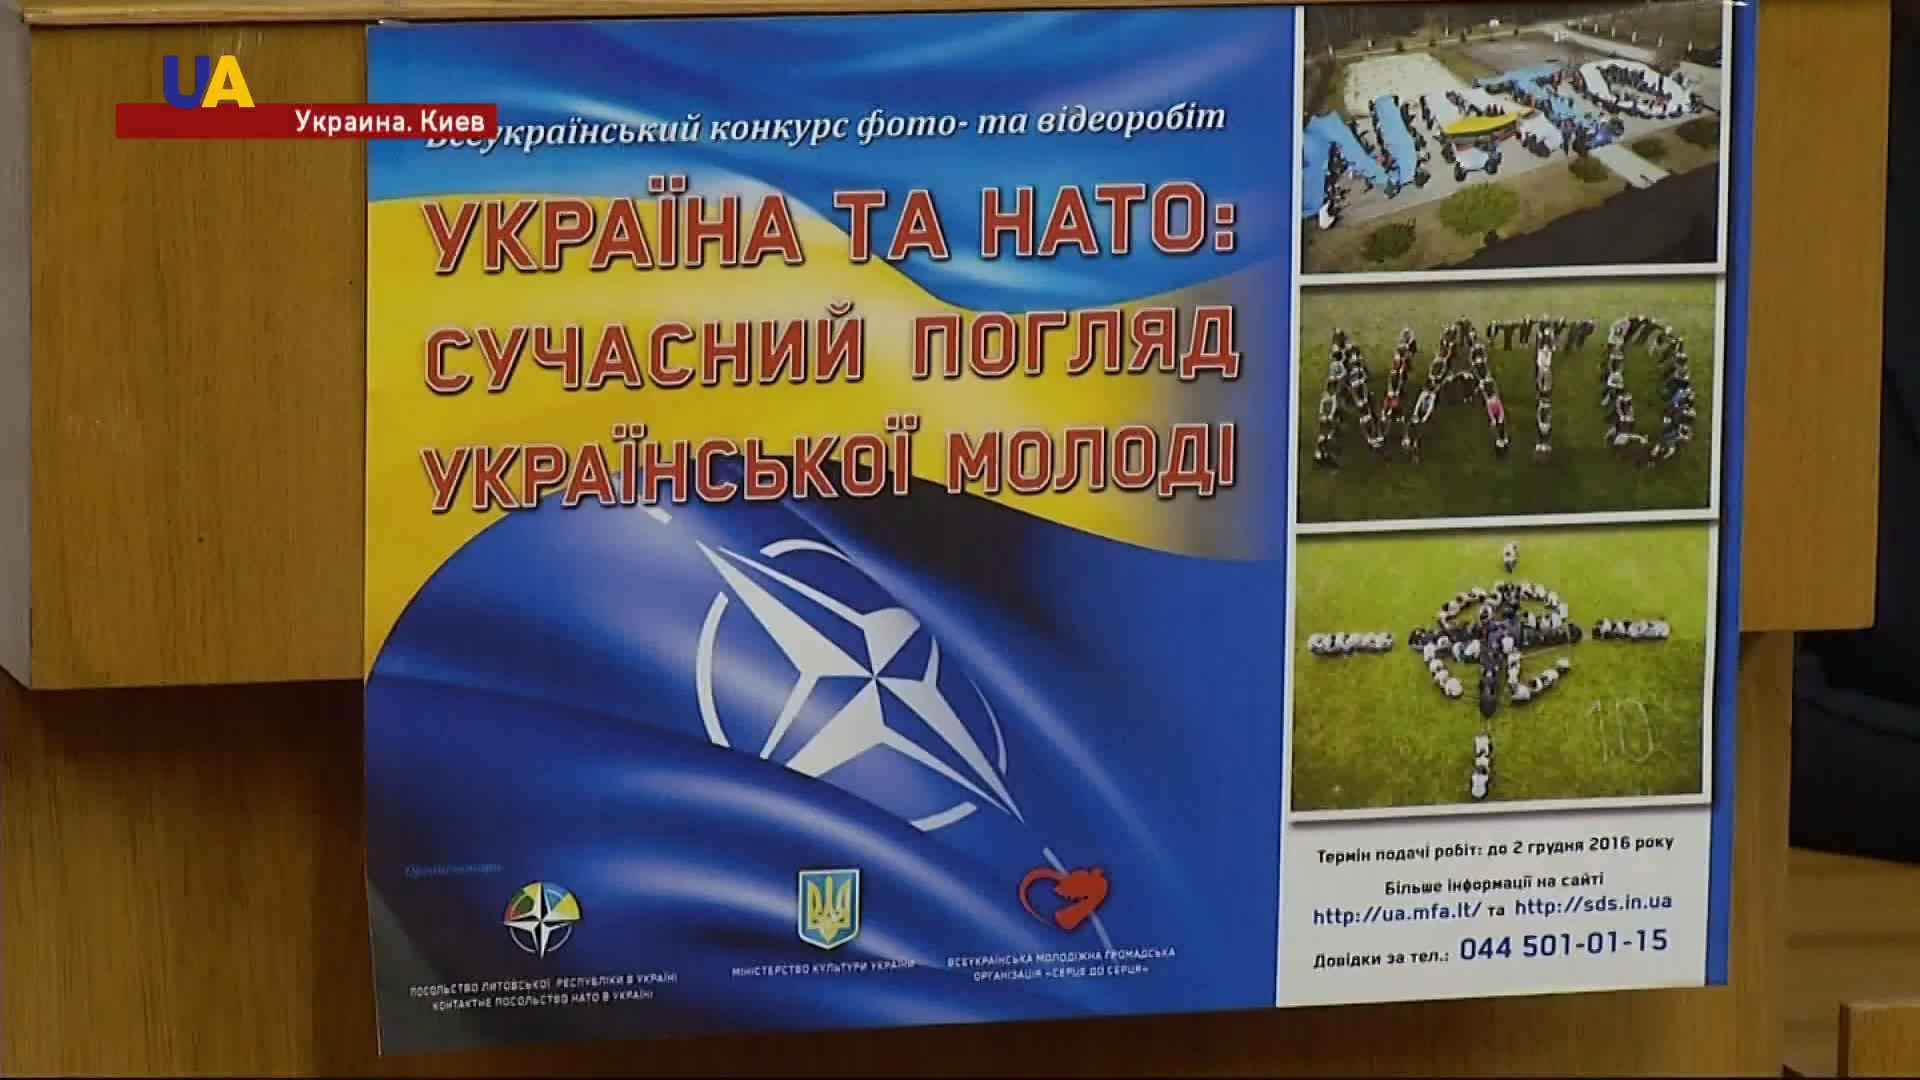 UA
Украина. Киев
Всеукраїнський конкурс фото- та відеоробіт
УКРАЇНА ТА НАТО:
СУЧАСНИЙ ПОГЛЯД
УКРАЇНСЬКОЇ МОЛОДІ
ПОСОЛЬСТВО ЛИТОВСЬКОЇ РЕСПУБЛІКИ В УКРАЇНІ
КОНТАКТНЕ ПОСОЛЬСТВО НАТО В УКРАЇНІ
МІНІСТЕРСТВО КУЛЬТУРИ УКРАЇНИ
ВСЕУКРАЇНСЬКА МОЛОДІЖНА ГРОМАДСЬКА
ОРГАНІЗАЦІЯ «СЕРЦЕ ДО СЕРЦЯ»
NATO
NATO
10
Термін подачі робіт: до 2 грудня 2016 року
Більше інформації на сайті
http://ua.mfa.lt/ та http://sds.in.ua
Довідки за тел.: 044 501-01-15